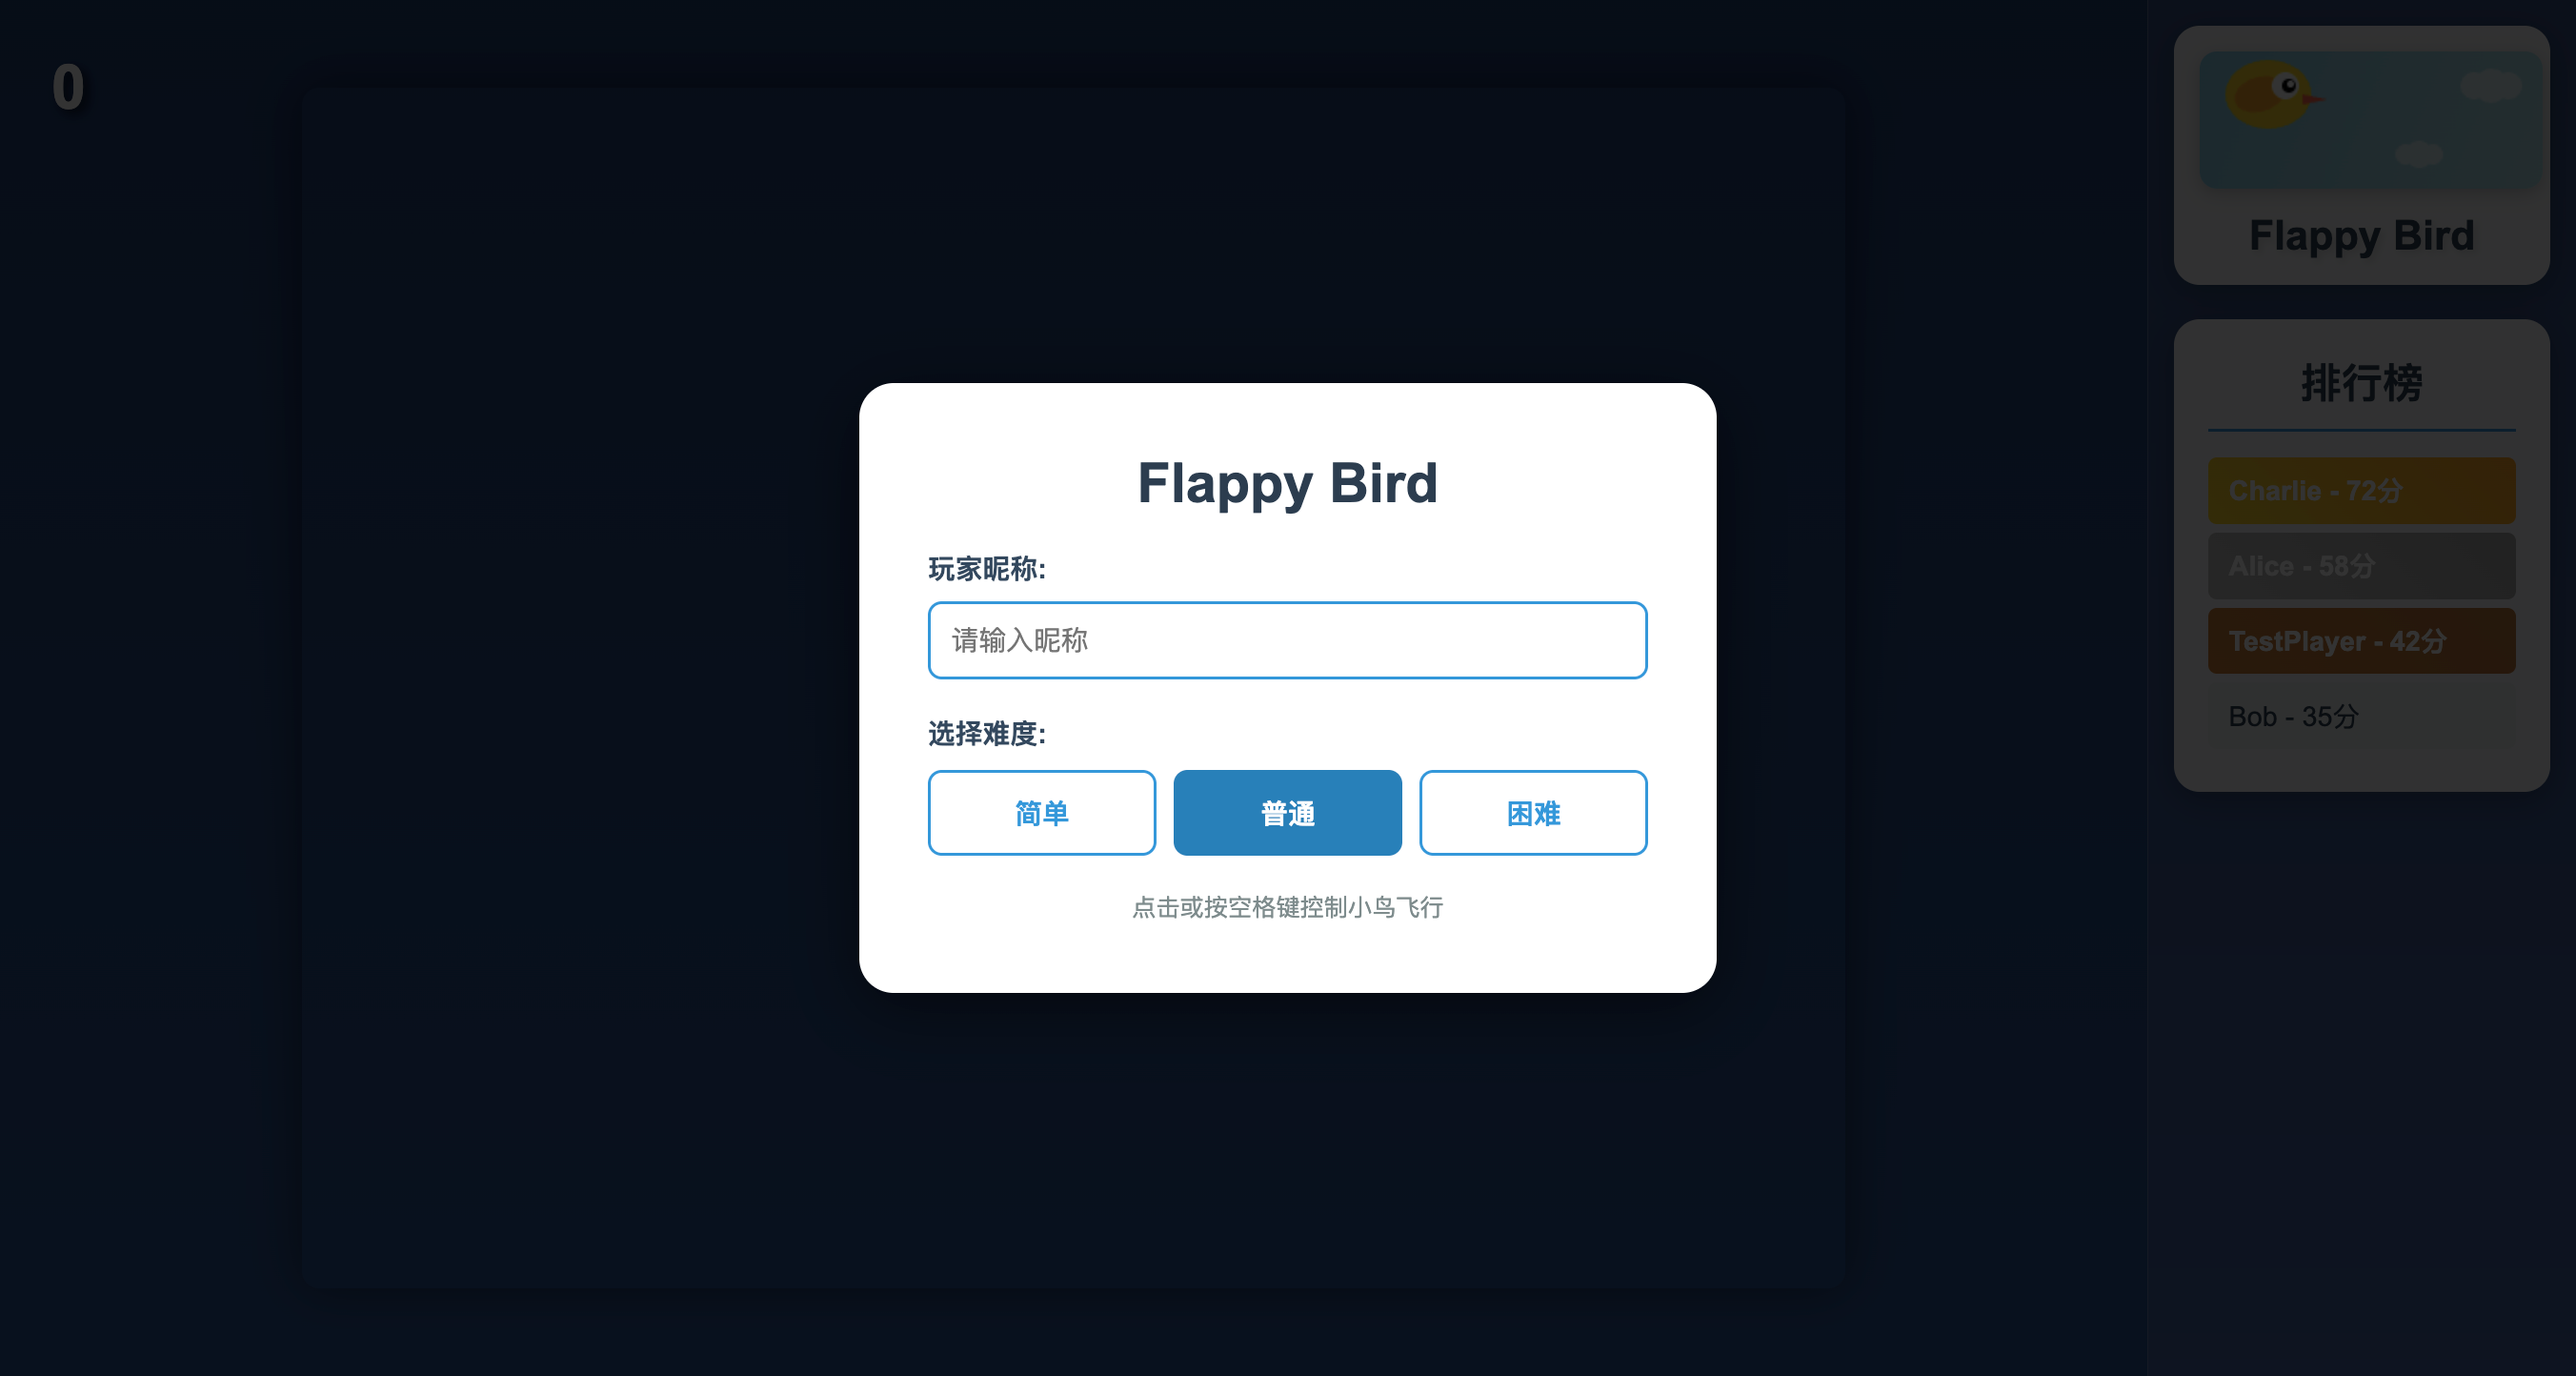 0
Flappy Bird
玩家昵称:
请输入昵称
选择难度:
简单
普通
困难
点击或按空格键控制小鸟飞行
Flappy Bird
排行榜
Charlie - 72分
Alice - 58分
TestPlayer - 42分
Bob - 35分